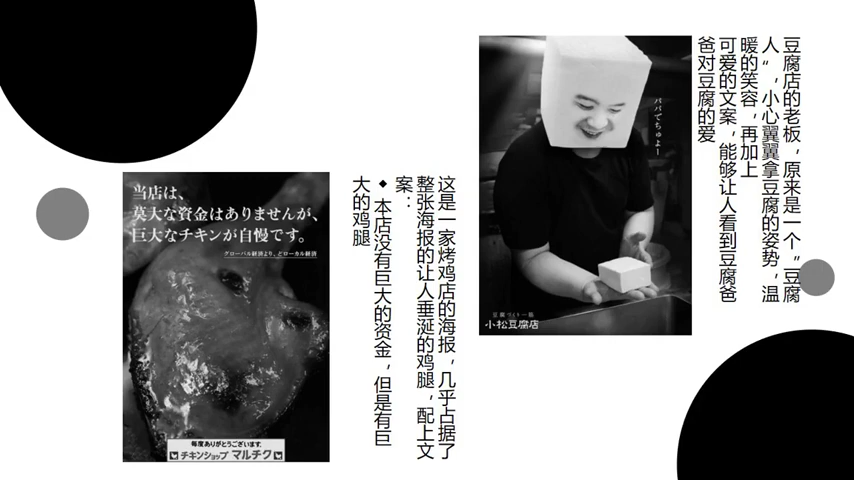 当店は、
莫大な資金はありませんが、
巨大なチキンが自慢です。
グローバル経済より、どローカル経済
毎度ありがとうございます。
チキンショップ マルチク
这是一家烤鸡店的海报，几乎占据了
整张海报的让人垂涎的鸡腿，配上文
案：
◆ 本店没有巨大的资金，但是有巨
大的鸡腿
パパでちゅよー
豆腐づくり一筋
小松豆腐店
豆腐店的老板，原来是一个“豆腐
人”，小心翼翼拿豆腐的姿势，温
暖的笑容，再加上
可爱的文案，能够让人看到豆腐爸
爸对豆腐的爱